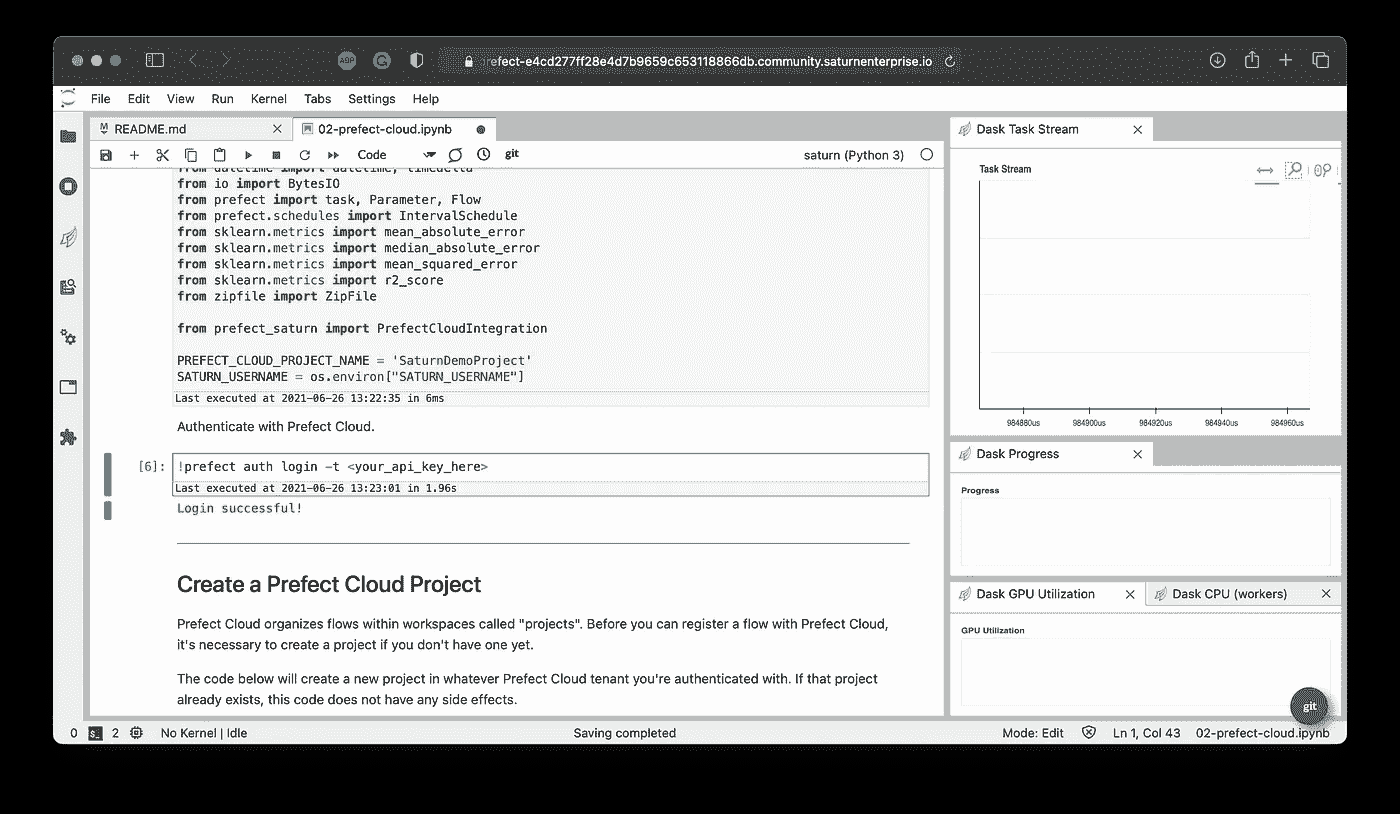 ABP
refect-e4cd277ff28e4d7b9659c653118866db.community.saturnenterprise.io
File Edit View Run Kernel Tabs Settings Help
README.md
02-prefect-cloud.ipynb
Code
git
saturn (Python 3)
from datetime import datetime, timedelta
from io import BytesIO
from prefect import task, Parameter, Flow
from prefect.schedules import IntervalSchedule
from sklearn.metrics import mean_absolute_error
from sklearn.metrics import median_absolute_error
from sklearn.metrics import mean_squared_error
from sklearn.metrics import r2_score
from zipfile import ZipFile
from prefect_saturn import PrefectCloudIntegration
PREFECT_CLOUD_PROJECT_NAME = 'SaturnDemoProject'
SATURN_USERNAME = os.environ["SATURN_USERNAME"]
Last executed at 2021-06-26 13:22:35 in 6ms
Authenticate with Prefect Cloud.
[6]: !prefect auth login -t <your_api_key_here>
Last executed at 2021-06-26 13:23:01 in 1.96s
Login successful!
Create a Prefect Cloud Project
Prefect Cloud organizes flows within workspaces called "projects". Before you can register a flow with Prefect Cloud,
it's necessary to create a project if you don't have one yet.
The code below will create a new project in whatever Prefect Cloud tenant you're authenticated with. If that project
already exists, this code does not have any side effects.
Dask Task Stream
Task Stream
984880us 984900us 984920us 984940us 984960us
Dask Progress
Progress
Dask GPU Utilization
Dask CPU (workers)
GPU Utilization
git
0 $_ 2 No Kernel | Idle
Saving completed
Mode: Edit
Ln 1, Col 43
02-prefect-cloud.ipynb